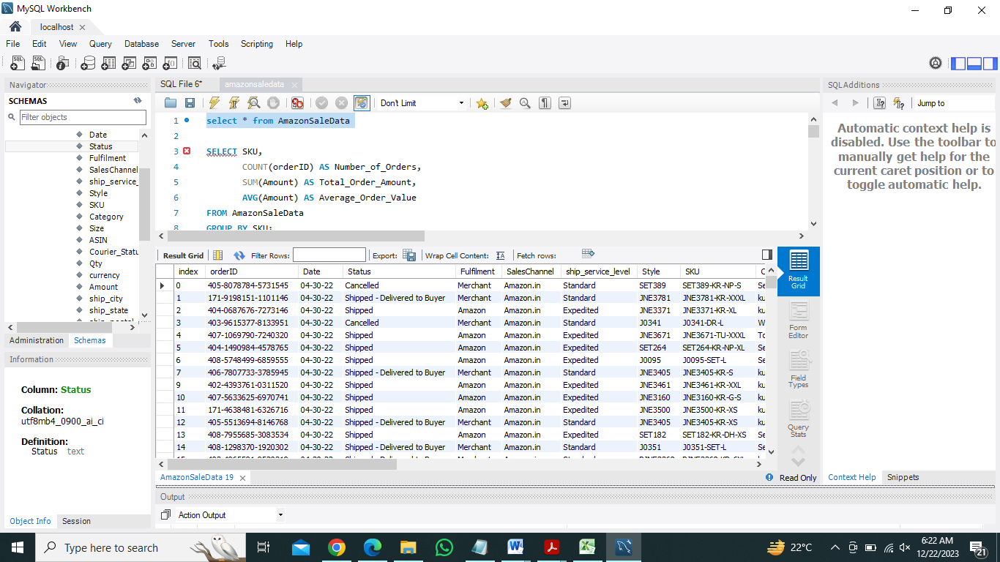 MySQL Workbench
localhost
File Edit View Query Database Server Tools Scripting Help
Navigator
SCHEMAS
Filter objects
Date
Status
Fulfilment
SalesChannel
ship_service_
Style
SKU
Category
Size
ASIN
Courier_Statu
Qty
currency
Amount
ship_city
ship_state
Administration Schemas
Information
Column: Status
Collation:
utf8mb4_0900_ai_ci
Definition:
Status text
Object Info Session
SQL File 6* amazonsaledata
Don't Limit
1 select * from AmazonSaleData
2
3 SELECT SKU,
4 COUNT(orderID) AS Number_of_Orders,
5 SUM(Amount) AS Total_Order_Amount,
6 AVG(Amount) AS Average_Order_Value
7 FROM AmazonSaleData
8 GROUP BY SKU;
Result Grid Filter Rows: Export: Wrap Cell Content: Fetch rows:
index orderID Date Status Fulfilment SalesChannel ship_service_level Style SKU C
0 405-8078784-5731545 04-30-22 Cancelled Merchant Amazon.in Standard SET389 SET389-KR-NP-S Se
1 171-9198151-1101146 04-30-22 Shipped - Delivered to Buyer Merchant Amazon.in Standard JNE3781 JNE3781-KR-XXXL ku
2 404-0687676-7273146 04-30-22 Shipped Amazon Amazon.in Expedited JNE3371 JNE3371-KR-XL ku
3 403-9615377-8133951 04-30-22 Cancelled Merchant Amazon.in Standard J0341 J0341-DR-L W
4 407-1069790-7240320 04-30-22 Shipped Amazon Amazon.in Expedited JNE3671 JNE3671-TU-XXXL To
5 404-1490984-4578765 04-30-22 Shipped Amazon Amazon.in Expedited SET264 SET264-KR-NP-XL Se
6 408-5748499-6859555 04-30-22 Shipped Amazon Amazon.in Expedited J0095 J0095-SET-L Se
7 406-7807733-3785945 04-30-22 Shipped - Delivered to Buyer Merchant Amazon.in Standard JNE3405 JNE3405-KR-S ku
9 402-4393761-0311520 04-30-22 Shipped Amazon Amazon.in Expedited JNE3461 JNE3461-KR-XXL ku
10 407-5633625-6970741 04-30-22 Shipped Amazon Amazon.in Expedited JNE3160 JNE3160-KR-G-S ku
11 171-4638481-6326716 04-30-22 Shipped Amazon Amazon.in Expedited JNE3500 JNE3500-KR-XS ku
12 405-5513694-8146768 04-30-22 Shipped - Delivered to Buyer Merchant Amazon.in Standard JNE3405 JNE3405-KR-XS ku
13 408-7955685-3083534 04-30-22 Shipped Amazon Amazon.in Expedited SET182 SET182-KR-DH-XS Se
14 408-1298370-1920302 04-30-22 Shipped - Delivered to Buyer Merchant Amazon.in Standard J0351 J0351-SET-L Se
Result Grid
Form Editor
Field Types
Query Stats
AmazonSaleData 19 Read Only
Output
Action Output
SQLAdditions
Jump to
Automatic context help is
disabled. Use the toolbar to
manually get help for the
current caret position or to
toggle automatic help.
Context Help Snippets
Type here to search
22°C
6:22 AM
12/22/2023
21